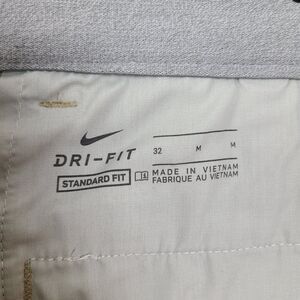 DRI-FIT
STANDARD FIT
32 M M
MADE IN VIETNAM
FABRIQUE AU VIETNAM